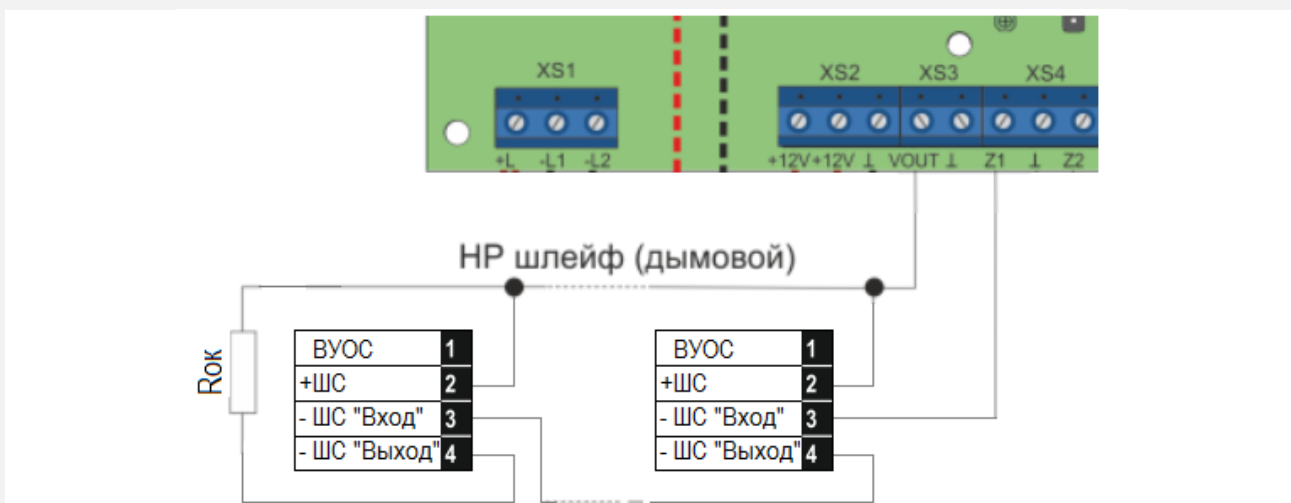 XS1 XS2 XS3 XS4
+L -L1 -L2 +12V +12V ⊥ VOUT ⊥ Z1 ⊥ Z2
НР шлейф (дымовой)
Rок
ВУОС 1
+ШС 2
- ШС "Вход" 3
- ШС "Выход" 4
ВУОС 1
+ШС 2
- ШС "Вход" 3
- ШС "Выход" 4